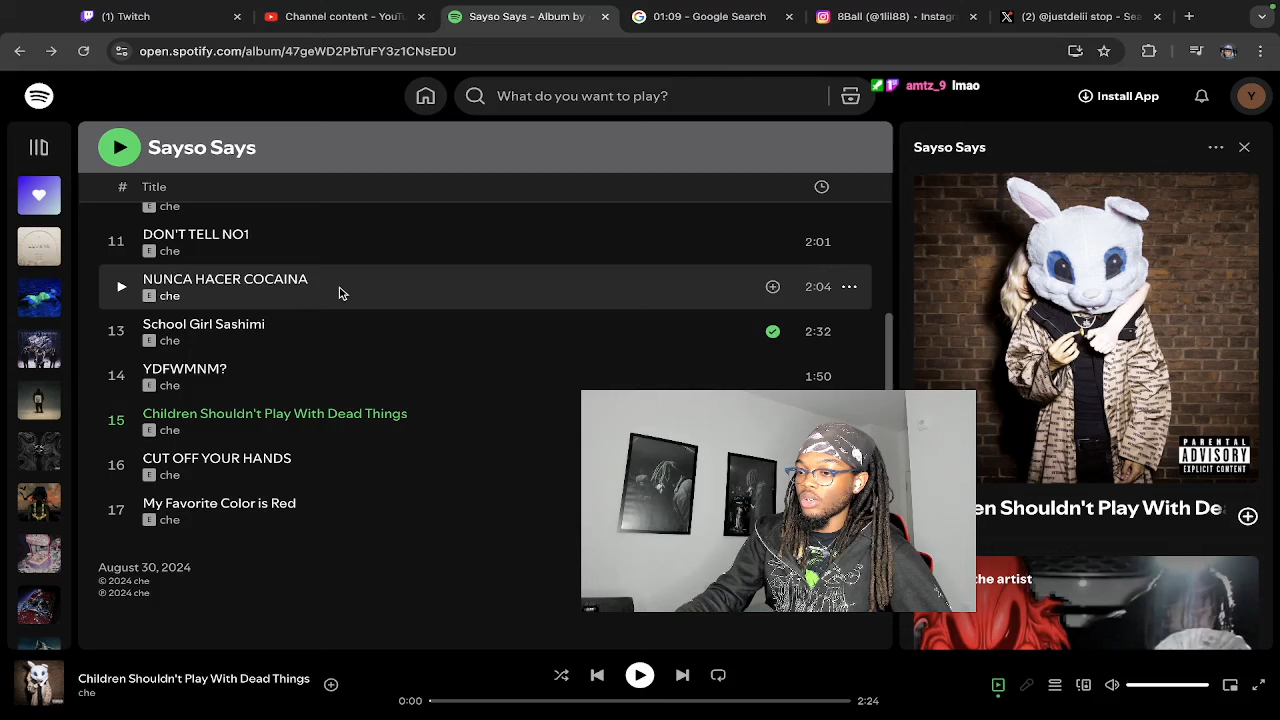 Twitch
Channel content - YouTu
Sayso Says - Album by
01:09 - Google Search
8Ball (@1lil88) • Instagr
(2) @justdelii stop - Sea
open.spotify.com/album/47geWD2PbTuFY3z1CNsEDU
What do you want to play?
amtz_9 lmao
Install App
Y
Sayso Says
Sayso Says
# Title
E che
11 DON'T TELL NO1 2:01
E che
NUNCA HACER COCAINA 2:04
E che
13 School Girl Sashimi 2:32
E che
14 YDFWMNM? 1:50
E che
15 Children Shouldn't Play With Dead Things
E che
16 CUT OFF YOUR HANDS
E che
17 My Favorite Color is Red
E che
August 30, 2024
© 2024 che
℗ 2024 che
PARENTAL
ADVISORY
EXPLICIT CONTENT
en Shouldn't Play With De
the artist
Children Shouldn't Play With Dead Things
che
0:00
2:24